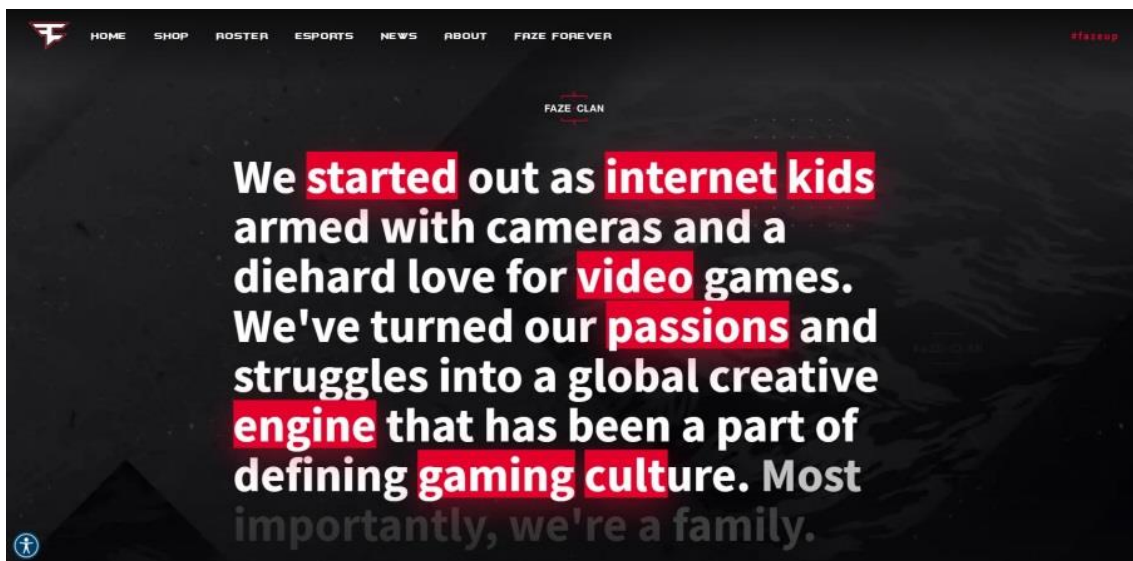 HOME SHOP ROSTER ESPORTS NEWS ABOUT FAZE FOREVER #fazeup
FAZE CLAN
We started out as internet kids
armed with cameras and a
diehard love for video games.
We've turned our passions and
struggles into a global creative
engine that has been a part of
defining gaming culture. Most
importantly, we're a family.